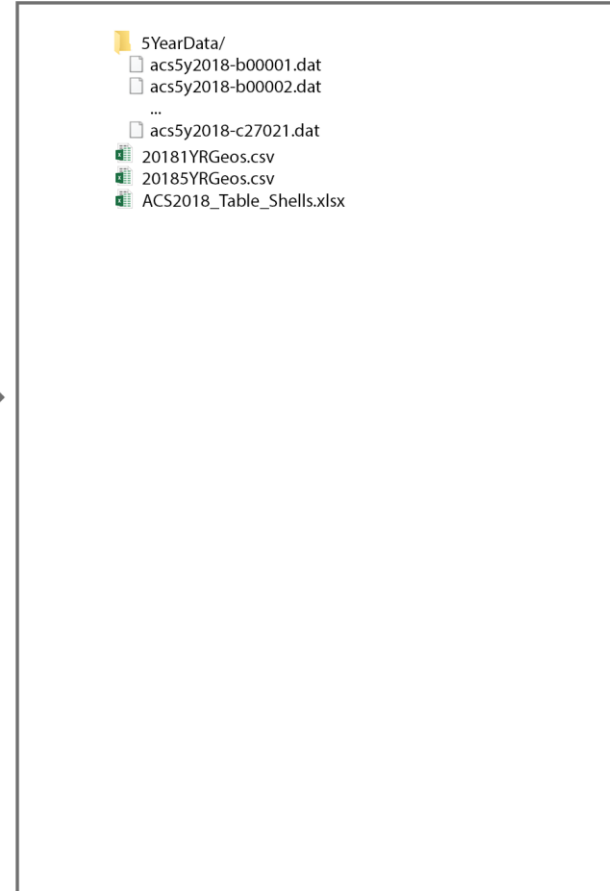 5YearData/
acs5y2018-b00001.dat
acs5y2018-b00002.dat
...
acs5y2018-c27021.dat
20181YRGeos.csv
20185YRGeos.csv
ACS2018_Table_Shells.xlsx